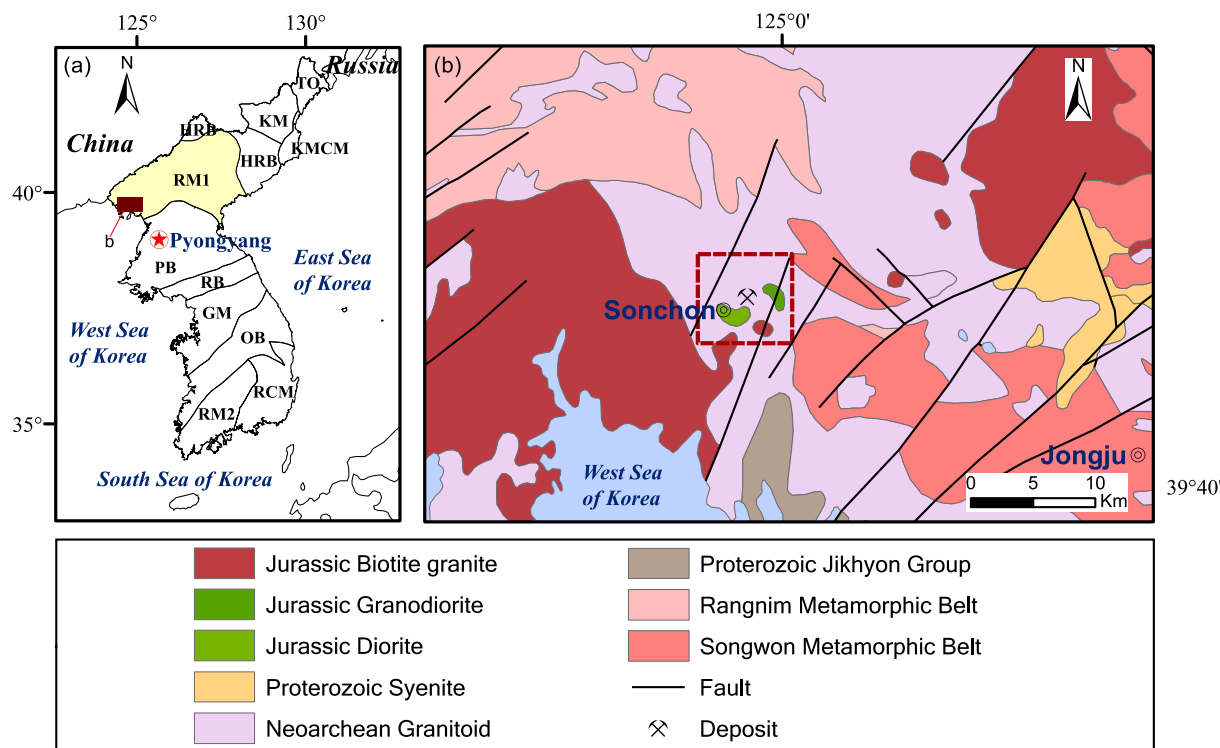 125°
130°
125°0'
(a)
N
Russia
TO
KM
HRB
China
KMCM
HRB
40°
RM1
b
Pyongyang
PB
East Sea
of Korea
RB
GM
West Sea
of Korea
OB
RCM
RM2
35°
South Sea of Korea
(b)
N
Sonchon
West Sea
of Korea
Jongju
0 5 10
Km
39°40'
Jurassic Biotite granite
Jurassic Granodiorite
Jurassic Diorite
Proterozoic Syenite
Neoarchean Granitoid
Proterozoic Jikhyon Group
Rangnim Metamorphic Belt
Songwon Metamorphic Belt
Fault
Deposit